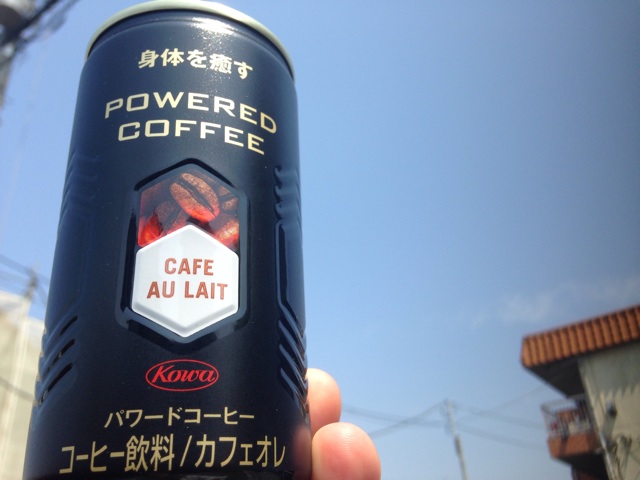 身体を癒す
POWERED
COFFEE
CAFE
AU LAIT
Kowa
パワードコーヒー
コーヒー飲料/カフェオレ